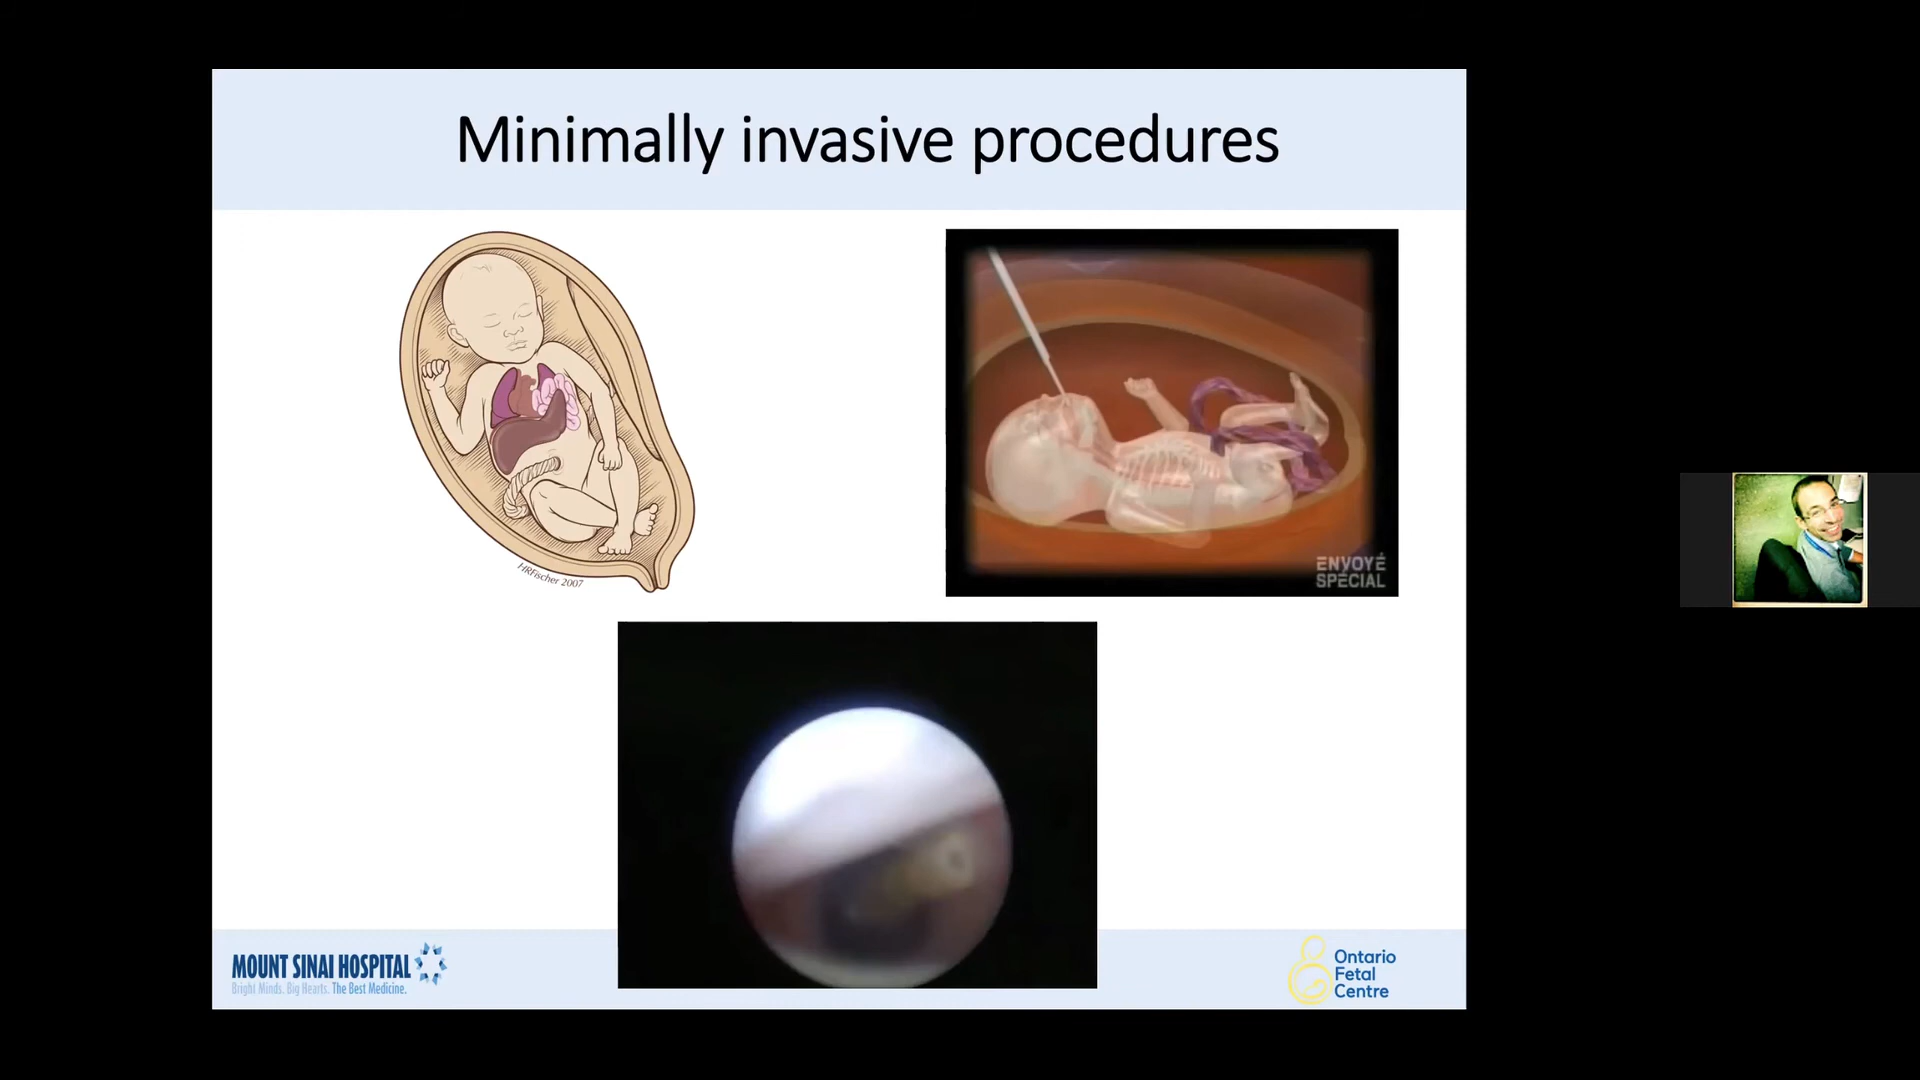 Minimally invasive procedures
HRFischer 2007
ENVOYÉ
SPÉCIAL
MOUNT SINAI HOSPITAL
Bright Minds. Big Hearts. The Best Medicine.
Ontario
Fetal
Centre